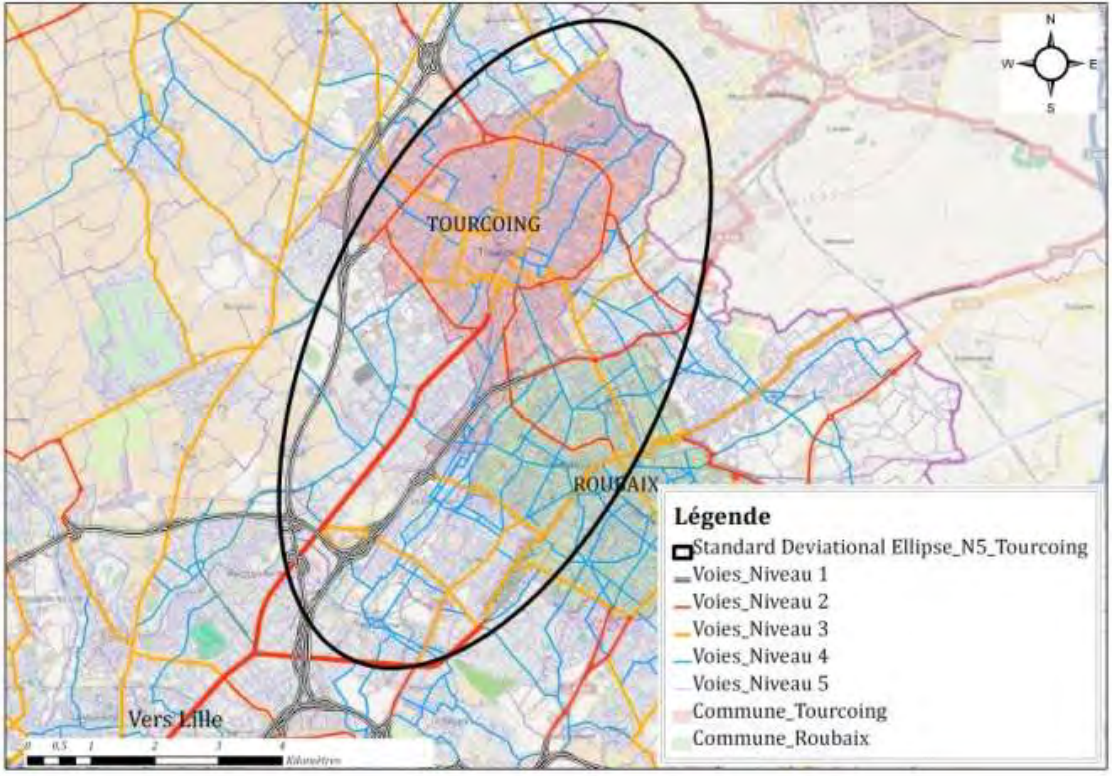 N
W
E
S
TOURCOING
ROUBAIX
Légende
Standard Deviational Ellipse_N5_Tourcoing
Voies_Niveau 1
Voies_Niveau 2
Voies_Niveau 3
Voies_Niveau 4
Voies_Niveau 5
Commune_Tourcoing
Commune_Roubaix
Vers Lille
0 0,5 1 2 3 4
Kilomètres